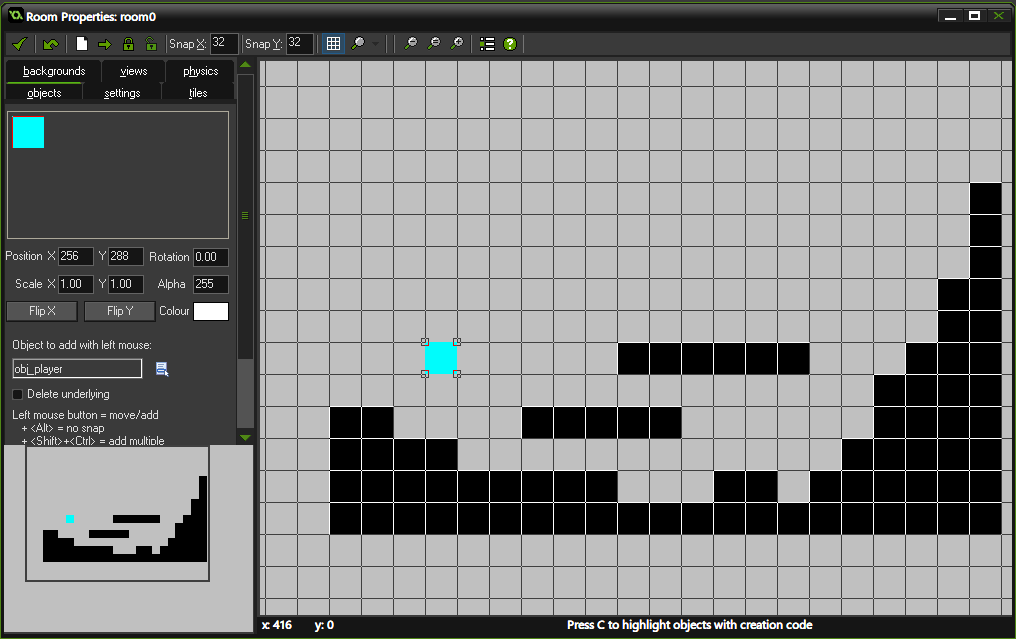 Room Properties: room0
Snap X: 32 Snap Y: 32
backgrounds views physics
objects settings tiles
Position X 256 Y 288 Rotation 0.00
Scale X 1.00 Y 1.00 Alpha 255
Flip X Flip Y Colour
Object to add with left mouse:
obj_player
Delete underlying
Left mouse button = move/add
+ <Alt> = no snap
+ <Shift>+<Ctrl> = add multiple
x: 416 y: 0 Press C to highlight objects with creation code